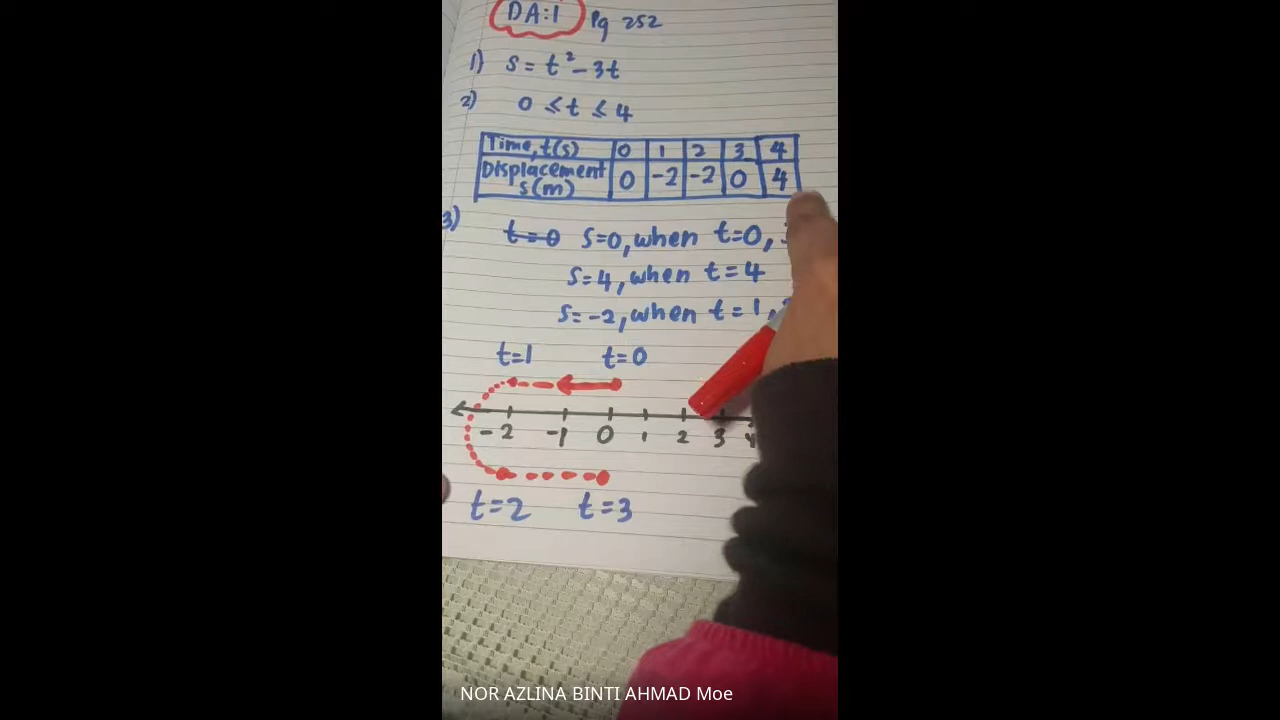 DA:1 Pg 252
1) s = t² - 3t
2) 0 ≤ t ≤ 4
Time, t(s) 0 1 2 3 4
Displacement s(m) 0 -2 -2 0 4
3) t=0 s=0, when t=0,
s=4, when t=4
s=-2, when t=1,
t=1 t=0
-2 -1 0 1 2 3 4
t=2 t=3
NOR AZLINA BINTI AHMAD Moe